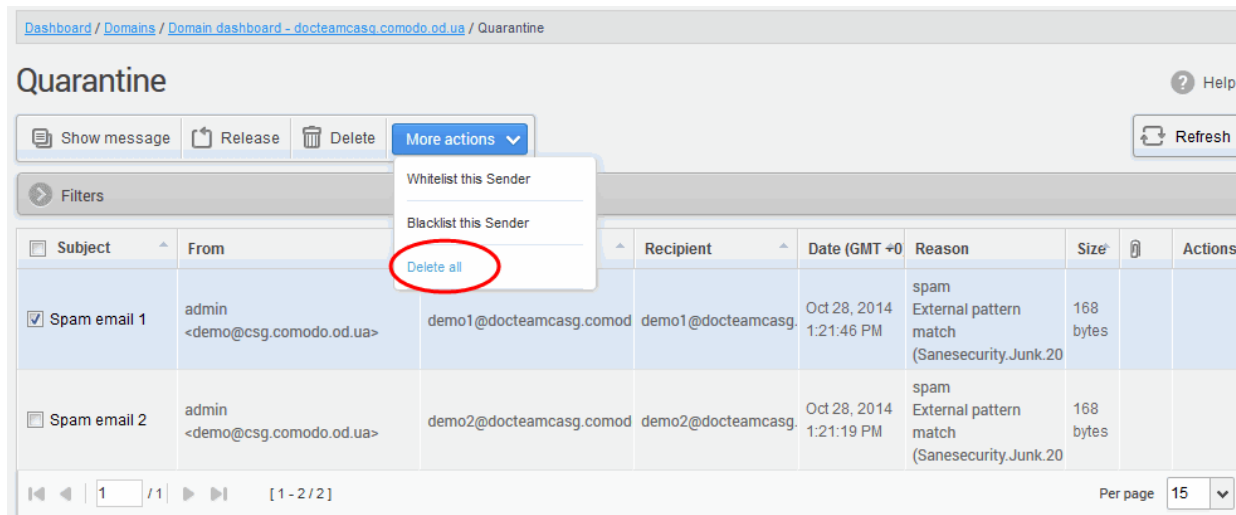 Dashboard / Domains / Domain dashboard - docteamcasg.comodo.od.ua / Quarantine
Quarantine
Help
Show message Release Delete More actions Refresh
Whitelist this Sender
Filters
Blacklist this Sender
Subject From Recipient Date (GMT +0 Reason Size Actions
Delete all
Spam email 1
admin
<demo@csg.comodo.od.ua>
demo1@docteamcasg.comod
demo1@docteamcasg.
Oct 28, 2014
1:21:46 PM
spam
External pattern
match
(Sanesecurity.Junk.20
168
bytes
Spam email 2
admin
<demo@csg.comodo.od.ua>
demo2@docteamcasg.comod
demo2@docteamcasg.
Oct 28, 2014
1:21:19 PM
spam
External pattern
match
(Sanesecurity.Junk.20
168
bytes
1 / 1 [ 1 - 2 / 2 ] Per page 15